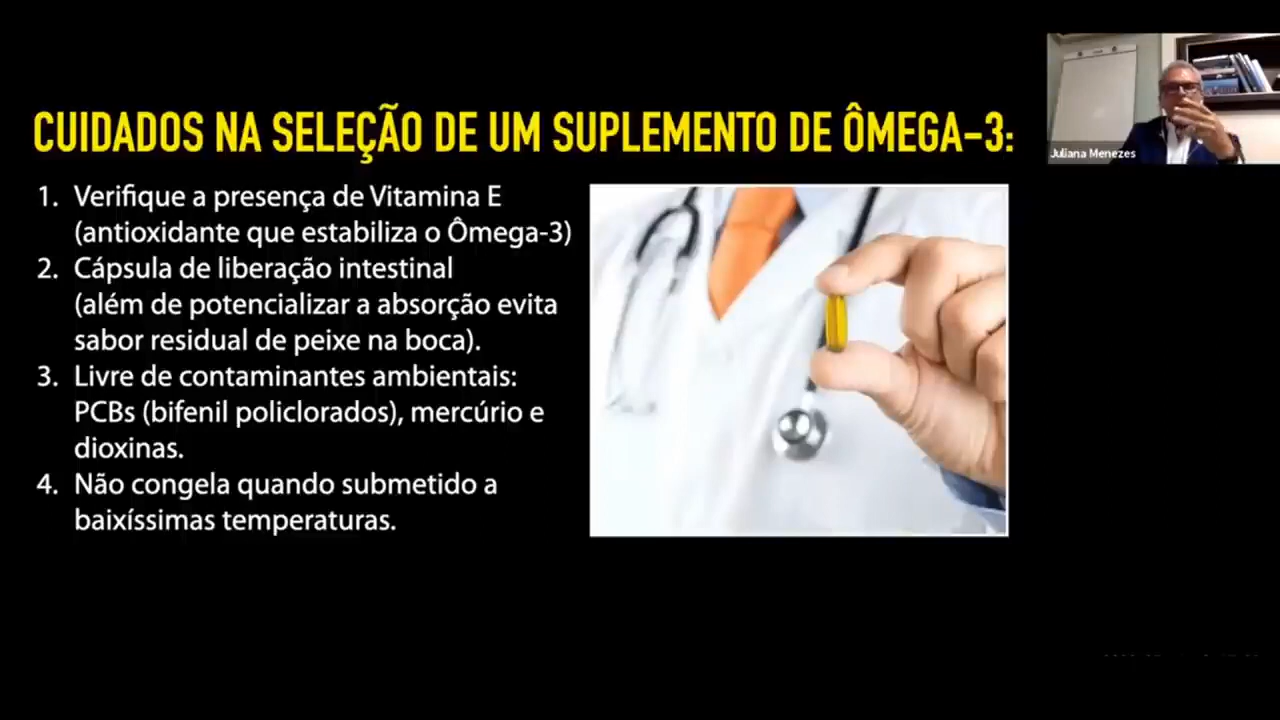 CUIDADOS NA SELEÇÃO DE UM SUPLEMENTO DE ÔMEGA-3:
Juliana Menezes
1. Verifique a presença de Vitamina E
(antioxidante que estabiliza o Ômega-3)
2. Cápsula de liberação intestinal
(além de potencializar a absorção evita
sabor residual de peixe na boca).
3. Livre de contaminantes ambientais:
PCBs (bifenil policlorados), mercúrio e
dioxinas.
4. Não congela quando submetido a
baixíssimas temperaturas.